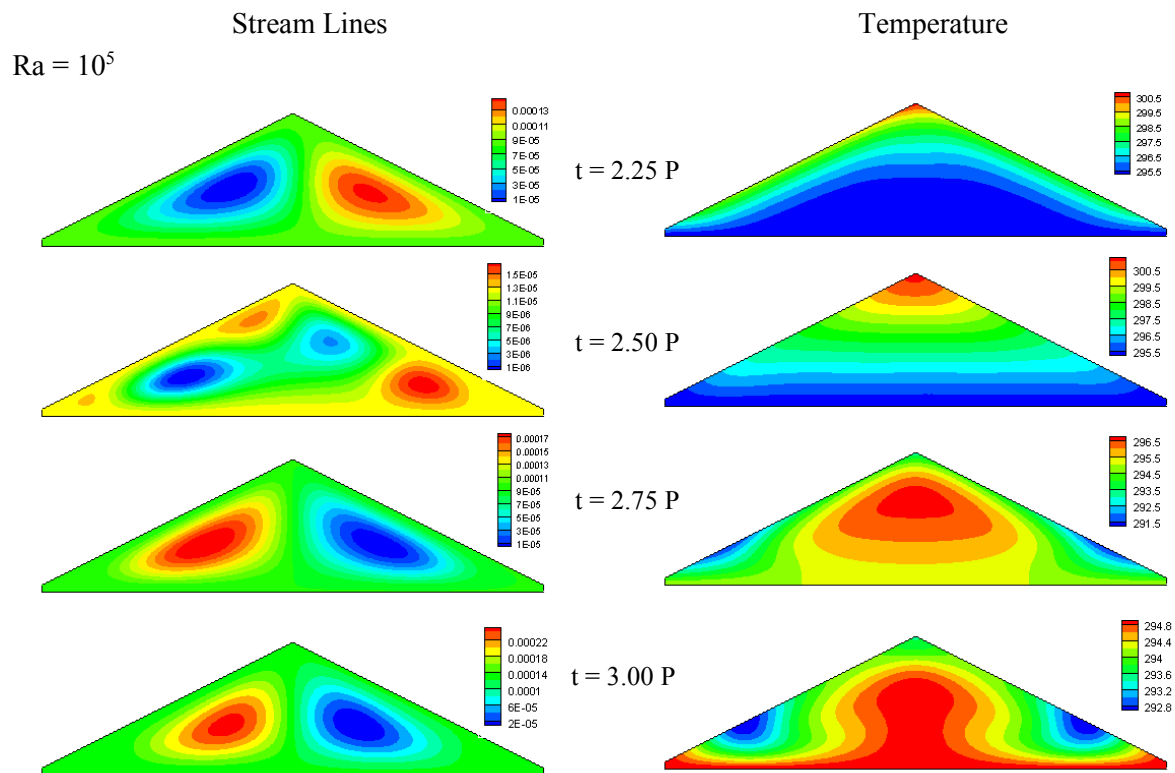 Stream Lines
Temperature
Ra = 10⁵
0.00013
0.00011
9E-05
7E-05
5E-05
3E-05
1E-05
t = 2.25 P
300.5
299.5
298.5
297.5
296.5
295.5
1.5E-05
1.3E-05
1.1E-05
9E-06
7E-06
5E-06
3E-06
1E-06
t = 2.50 P
300.5
299.5
298.5
297.5
296.5
295.5
0.00017
0.00015
0.00013
0.00011
9E-05
7E-05
5E-05
3E-05
1E-05
t = 2.75 P
296.5
295.5
294.5
293.5
292.5
291.5
0.00022
0.00018
0.00014
0.0001
6E-05
2E-05
t = 3.00 P
294.8
294.4
294
293.6
293.2
292.8